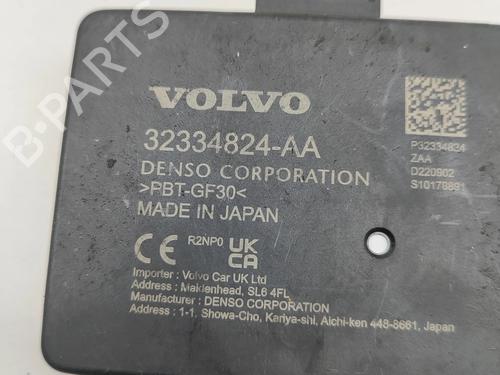 B-PARTS
VOLVO
32334824-AA
DENSO CORPORATION
>PBT-GF30<
MADE IN JAPAN
P32334824
ZAA
D220902
S10178891
CE R2NP0 UK CA
Importer : Volvo Car UK Ltd
Address : Maidenhead, SL6 4FL
Manufacturer : DENSO CORPORATION
Address : 1-1, Showa-Cho, Kariya-shi, Aichi-ken 448-8661, Japan